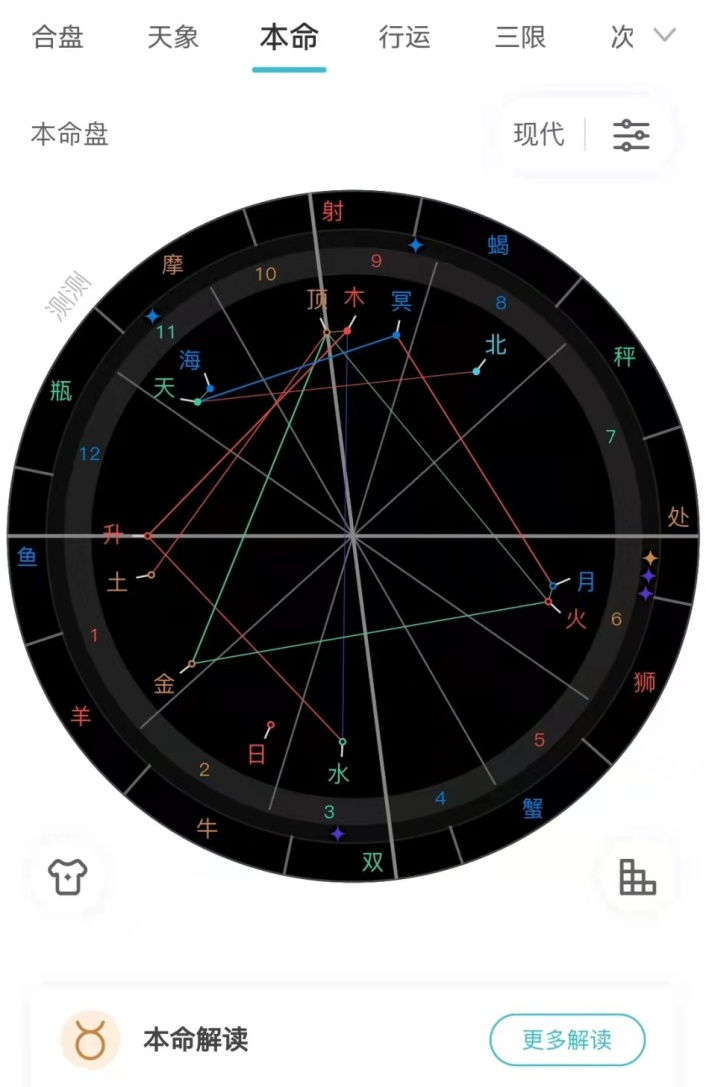 合盘 天象 本命 行运 三限 次
本命盘 现代
射
摩 蝎
10 9
测测
顶 木 冥 8
11
海 北
天 秤
瓶
12 7
升 处
鱼
土 月
火 6
1
金 狮
羊
日 5
2 水
3 4
牛 蟹
双
本命解读 更多解读